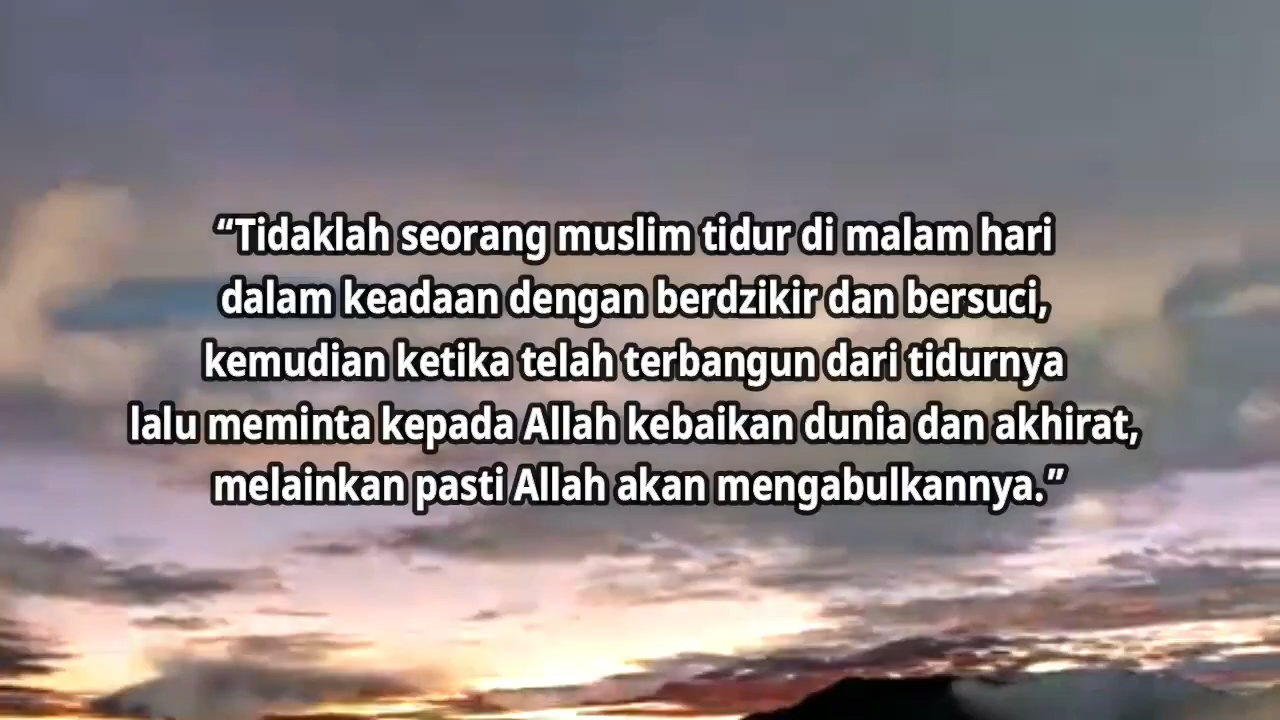 “Tidaklah seorang muslim tidur di malam hari
dalam keadaan dengan berdzikir dan bersuci,
kemudian ketika telah terbangun dari tidurnya
lalu meminta kepada Allah kebaikan dunia dan akhirat,
melainkan pasti Allah akan mengabulkannya.”